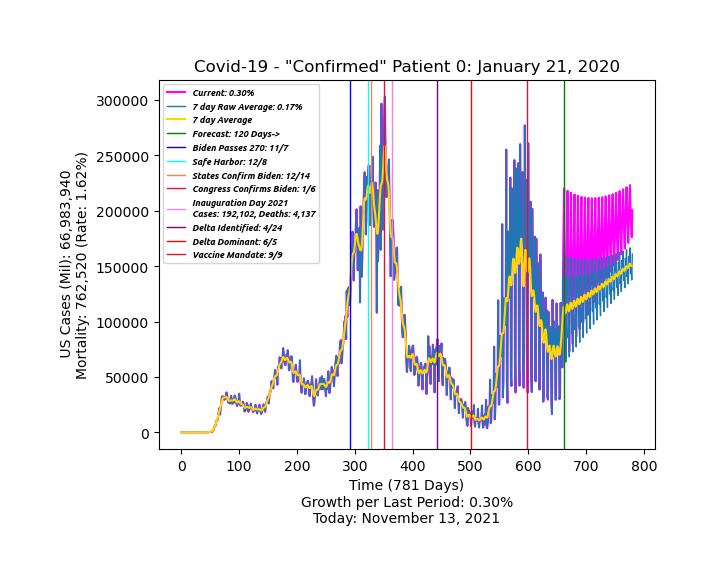 Covid-19 - "Confirmed" Patient 0: January 21, 2020
Current: 0.30%
7 day Raw Average: 0.17%
7 day Average
Forecast: 120 Days->
Biden Passes 270: 11/7
Safe Harbor: 12/8
States Confirm Biden: 12/14
Congress Confirms Biden: 1/6
Inauguration Day 2021
Cases: 192,102, Deaths: 4,137
Delta Identified: 4/24
Delta Dominant: 6/5
Vaccine Mandate: 9/9
US Cases (Mil): 66,983,940
Mortality: 762,520 (Rate: 1.62%)
300000
250000
200000
150000
100000
50000
0
0 100 200 300 400 500 600 700 800
Time (781 Days)
Growth per Last Period: 0.30%
Today: November 13, 2021